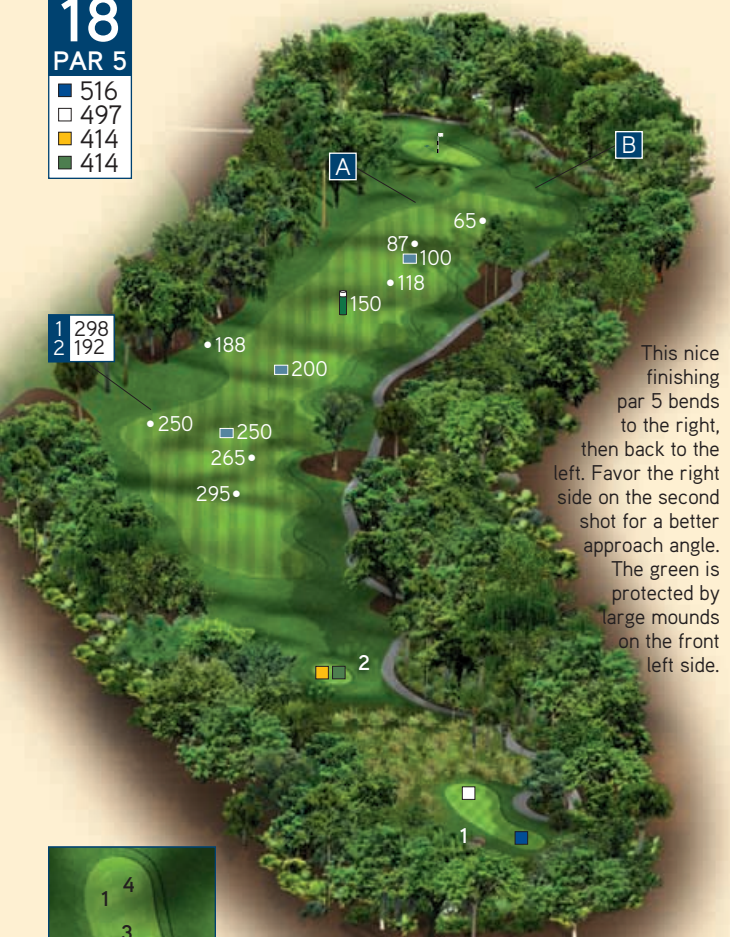 18
PAR 5
516
497
414
414
A
B
65
87
100
118
150
1 298
2 192
188
200
250
250
265
295
This nice
finishing
par 5 bends
to the right,
then back to the
left. Favor the right
side on the second
shot for a better
approach angle.
The green is
protected by
large mounds
on the front
left side.
2
1
4
1
3